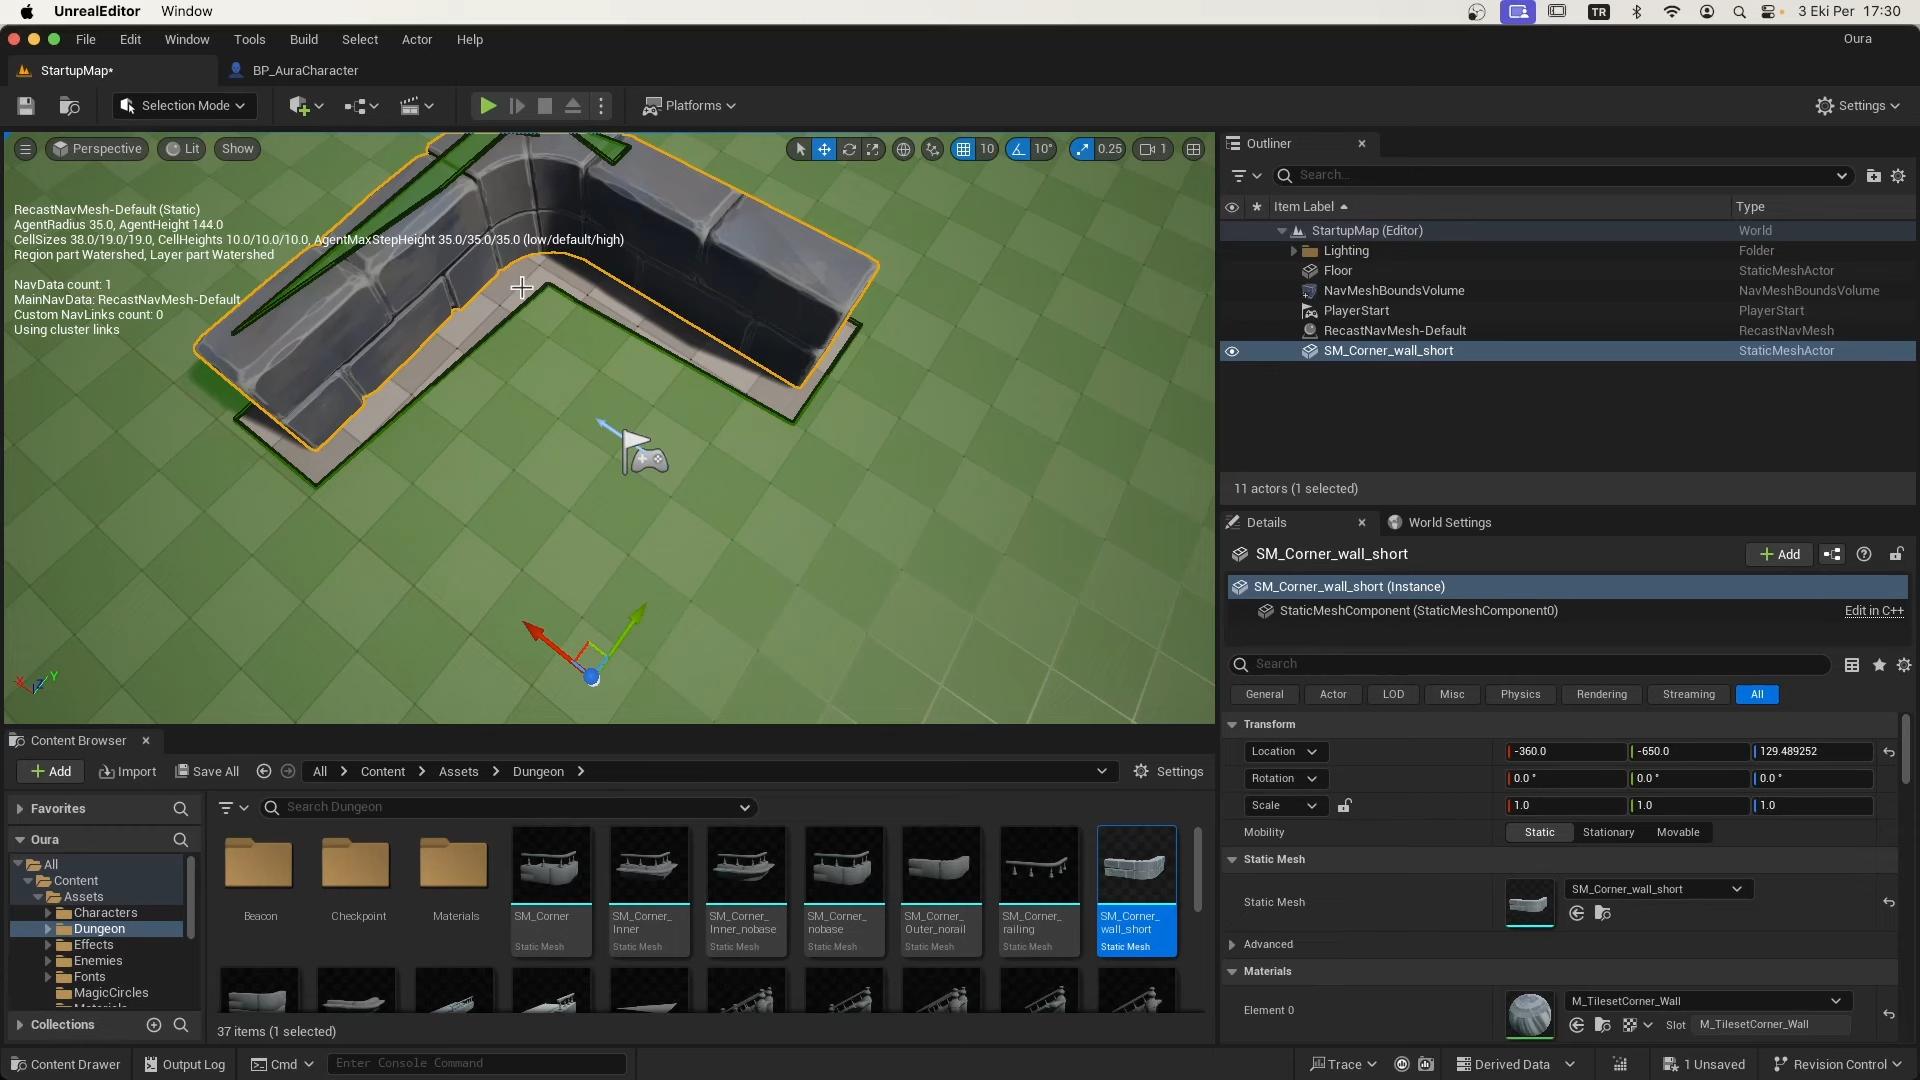 UnrealEditor Window
TR
3 Eki Per 17:30
File Edit Window Tools Build Select Actor Help
Oura
StartupMap*
BP_AuraCharacter
Selection Mode
Platforms
Settings
Perspective
Lit
Show
10
10°
0.25
1
RecastNavMesh-Default (Static)
AgentRadius 35.0, AgentHeight 144.0
CellSizes 38.0/19.0/19.0, CellHeights 10.0/10.0/10.0, AgentMaxStepHeight 35.0/35.0/35.0 (low/default/high)
Region part Watershed, Layer part Watershed
NavData count: 1
MainNavData: RecastNavMesh-Default
Custom NavLinks count: 0
Using cluster links
X Z Y
Outliner
Search...
Item Label
Type
StartupMap (Editor) World
Lighting Folder
Floor StaticMeshActor
NavMeshBoundsVolume NavMeshBoundsVolume
PlayerStart PlayerStart
RecastNavMesh-Default RecastNavMesh
SM_Corner_wall_short StaticMeshActor
11 actors (1 selected)
Details
World Settings
SM_Corner_wall_short
Add
SM_Corner_wall_short (Instance)
StaticMeshComponent (StaticMeshComponent0)
Edit in C++
Search
General Actor LOD Misc Physics Rendering Streaming All
Transform
Location -360.0 -650.0 129.489252
Rotation 0.0 ° 0.0 ° 0.0 °
Scale 1.0 1.0 1.0
Mobility Static Stationary Movable
Static Mesh
Static Mesh
SM_Corner_wall_short
Advanced
Materials
Element 0
M_TilesetCorner_Wall
Slot M_TilesetCorner_Wall
Content Browser
Add Import Save All All Content Assets Dungeon Settings
Favorites
Search Dungeon
Oura
All
Content
Assets
Characters
Dungeon
Effects
Enemies
Fonts
MagicCircles
Materials
Collections
Beacon
Checkpoint
Materials
SM_Corner
Static Mesh
SM_Corner_
Inner
Static Mesh
SM_Corner_
Inner_nobase
Static Mesh
SM_Corner_
nobase
Static Mesh
SM_Corner_
Outer_norail
Static Mesh
SM_Corner_
railing
Static Mesh
SM_Corner_
wall_short
Static Mesh
37 items (1 selected)
Content Drawer
Output Log
Cmd
Enter Console Command
Trace
Derived Data
1 Unsaved
Revision Control